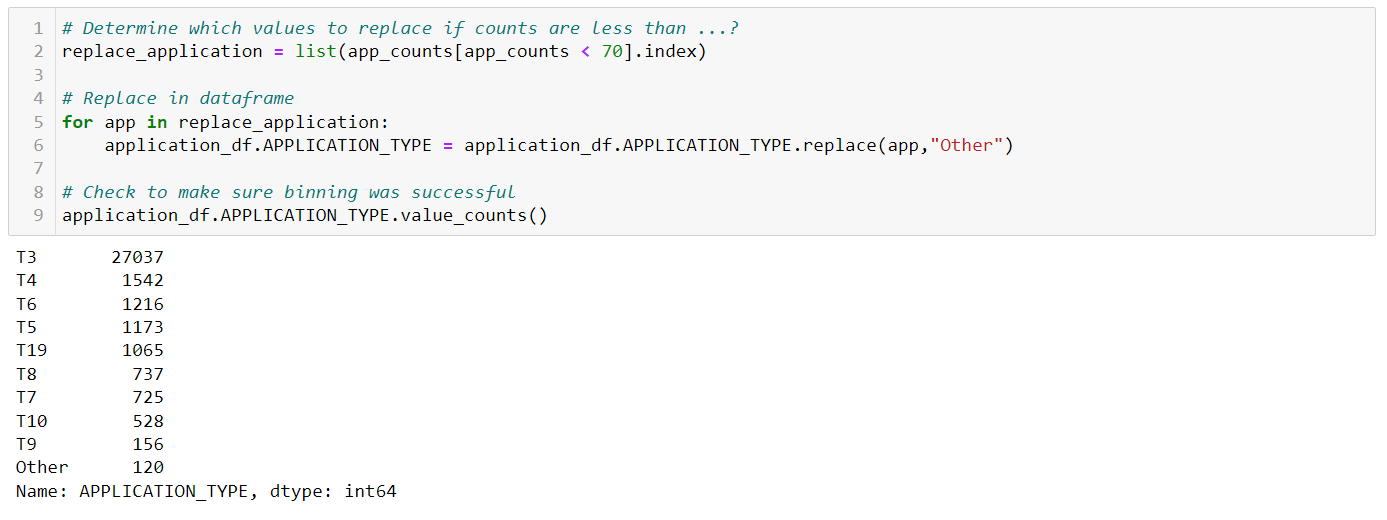 1 # Determine which values to replace if counts are less than ...?
2 replace_application = list(app_counts[app_counts < 70].index)
3
4 # Replace in dataframe
5 for app in replace_application:
6     application_df.APPLICATION_TYPE = application_df.APPLICATION_TYPE.replace(app,"Other")
7
8 # Check to make sure binning was successful
9 application_df.APPLICATION_TYPE.value_counts()
T3       27037
T4        1542
T6        1216
T5        1173
T19       1065
T8         737
T7         725
T10        528
T9         156
Other      120
Name: APPLICATION_TYPE, dtype: int64